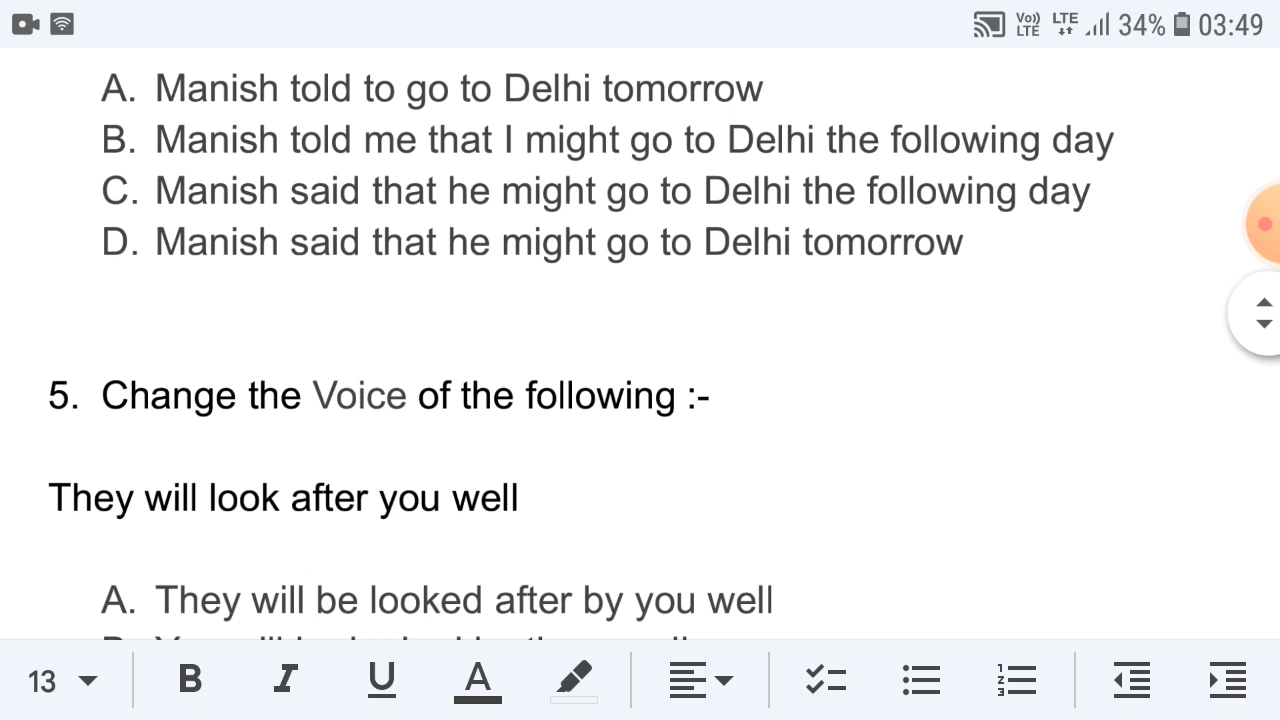 Vo)) LTE LTE 34% 03:49
A. Manish told to go to Delhi tomorrow
B. Manish told me that I might go to Delhi the following day
C. Manish said that he might go to Delhi the following day
D. Manish said that he might go to Delhi tomorrow
5. Change the Voice of the following :-
They will look after you well
A. They will be looked after by you well
13 B I U A